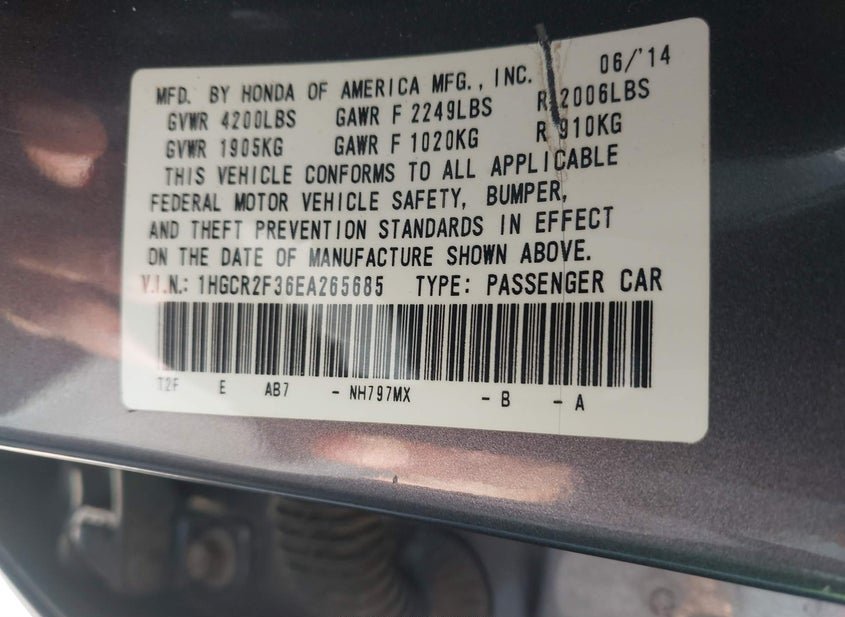 MFD. BY HONDA OF AMERICA MFG., INC. 06/'14
GVWR 4200LBS GAWR F 2249LBS R 2006LBS
GVWR 1905KG GAWR F 1020KG R 910KG
THIS VEHICLE CONFORMS TO ALL APPLICABLE
FEDERAL MOTOR VEHICLE SAFETY, BUMPER,
AND THEFT PREVENTION STANDARDS IN EFFECT
ON THE DATE OF MANUFACTURE SHOWN ABOVE.
V.I.N.: 1HGCR2F36EA265685 TYPE: PASSENGER CAR
T2F E AB7 - NH797MX - B - A